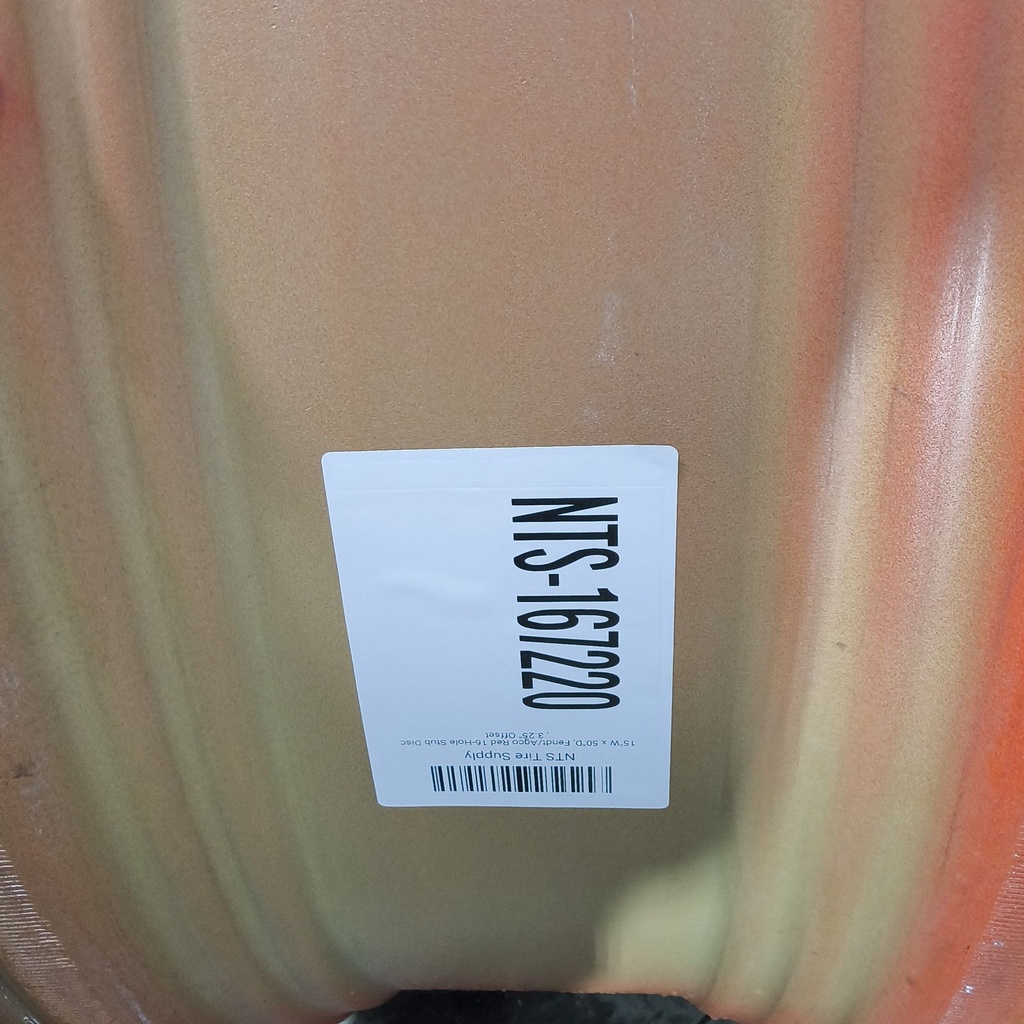 NTS-167220
NTS Tire Supply
15"W x 50"D, Fendt/Agco Red 16-Hole Stub Disc
, 3.25" Offset